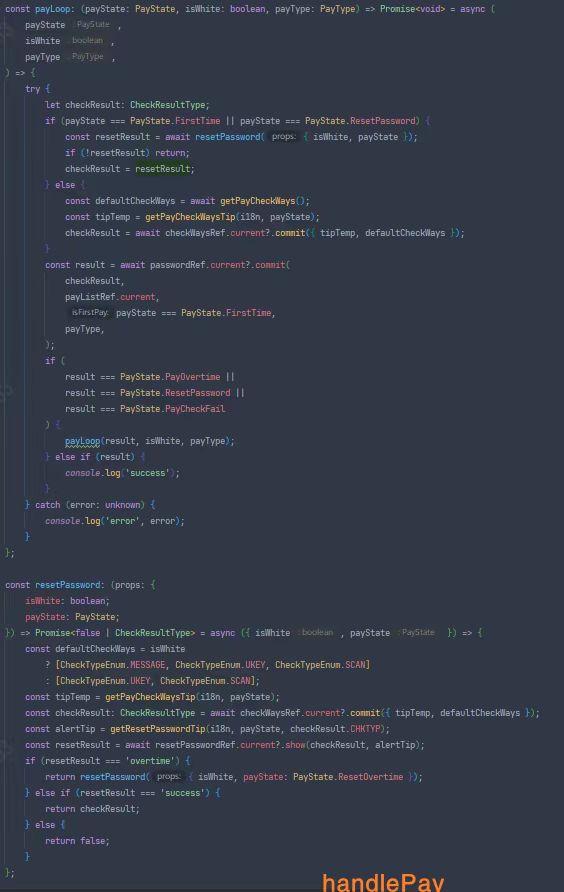 const payLoop: (payState: PayState, isWhite: boolean, payType: PayType) => Promise<void> = async (
payState : PayState ,
isWhite : boolean ,
payType : PayType ,
) => {
try {
let checkResult: CheckResultType;
if (payState === PayState.FirstTime || payState === PayState.ResetPassword) {
const resetResult = await resetPassword( props: { isWhite, payState });
if (!resetResult) return;
checkResult = resetResult;
} else {
const defaultCheckWays = await getPayCheckWays();
const tipTemp = getPayCheckWaysTip(i18n, payState);
checkResult = await checkWaysRef.current?.commit({ tipTemp, defaultCheckWays });
}
const result = await passwordRef.current?.commit(
checkResult,
payListRef.current,
isFirstPay: payState === PayState.FirstTime,
payType,
);
if (
result === PayState.PayOvertime ||
result === PayState.ResetPassword ||
result === PayState.PayCheckFail
) {
payLoop(result, isWhite, payType);
} else if (result) {
console.log('success');
}
} catch (error: unknown) {
console.log('error', error);
}
};
const resetPassword: (props: {
isWhite: boolean;
payState: PayState;
}) => Promise<false | CheckResultType> = async ({ isWhite : boolean , payState : PayState }) => {
const defaultCheckWays = isWhite
? [CheckTypeEnum.MESSAGE, CheckTypeEnum.UKEY, CheckTypeEnum.SCAN]
: [CheckTypeEnum.UKEY, CheckTypeEnum.SCAN];
const tipTemp = getPayCheckWaysTip(i18n, payState);
const checkResult: CheckResultType = await checkWaysRef.current?.commit({ tipTemp, defaultCheckWays });
const alertTip = getResetPasswordTip(i18n, payState, checkResult.CHKTYP);
const resetResult = await resetPasswordRef.current?.show(checkResult, alertTip);
if (resetResult === 'overtime') {
return resetPassword( props: { isWhite, payState: PayState.ResetOvertime });
} else if (resetResult === 'success') {
return checkResult;
} else {
return false;
}
};
handlePay